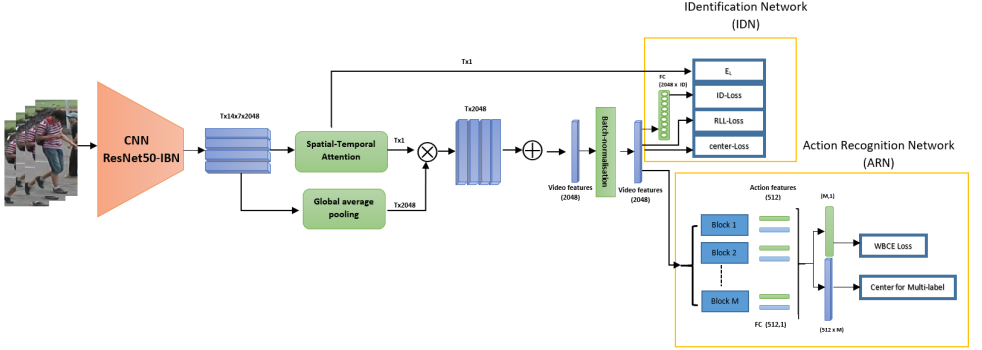 IDentification Network
(IDN)
CNN
ResNet50-IBN
Tx14x7x2048
Spatial-Temporal
Attention
Global average
pooling
Tx1
Tx1
Tx2048
Tx2048
Video features
(2048)
Batch-normalisation
Video features
(2048)
FC
(2048 x ID)
EL
ID-Loss
RLL-Loss
center-Loss
Action Recognition Network
(ARN)
Block 1
Block 2
Block M
Action features
(512)
FC (512,1)
(M,1)
(512 x M)
WBCE Loss
Center for Multi-label